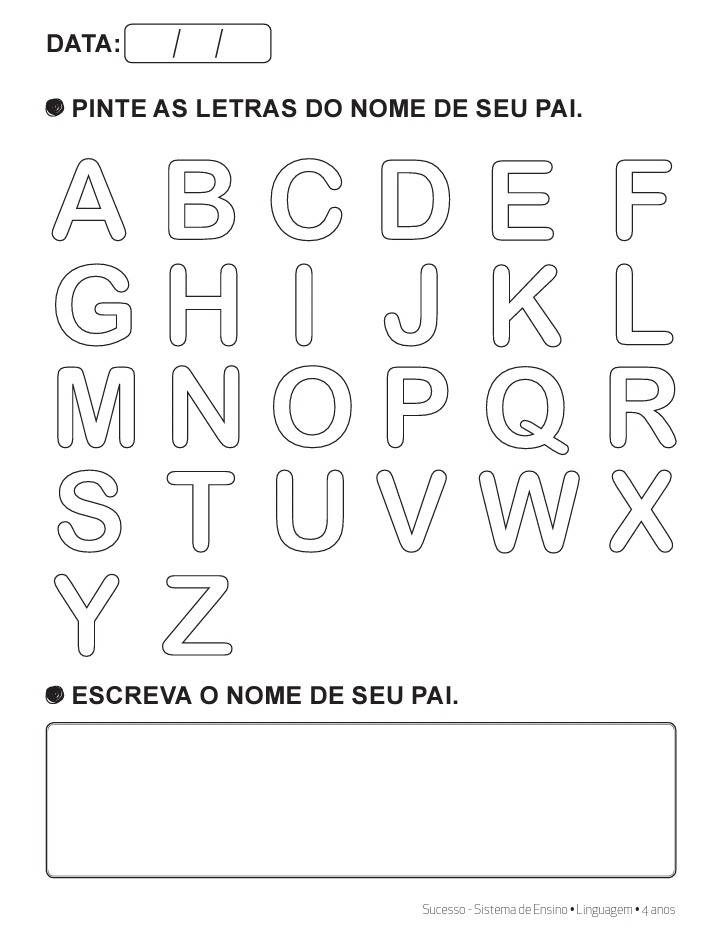 DATA: / /
PINTE AS LETRAS DO NOME DE SEU PAI.
A B C D E F
G H I J K L
M N O P Q R
S T U V W X
Y Z
ESCREVA O NOME DE SEU PAI.
Sucesso - Sistema de Ensino • Linguagem • 4 anos